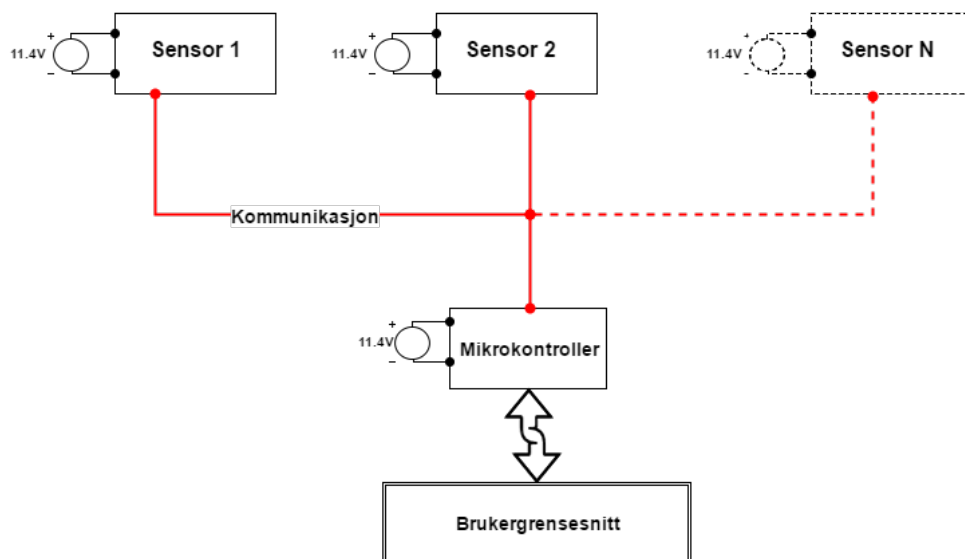 Sensor 1
11.4V
+
−
Sensor 2
11.4V
+
−
Sensor N
11.4V
+
−
Kommunikasjon
Mikrokontroller
11.4V
+
−
Brukergrensesnitt